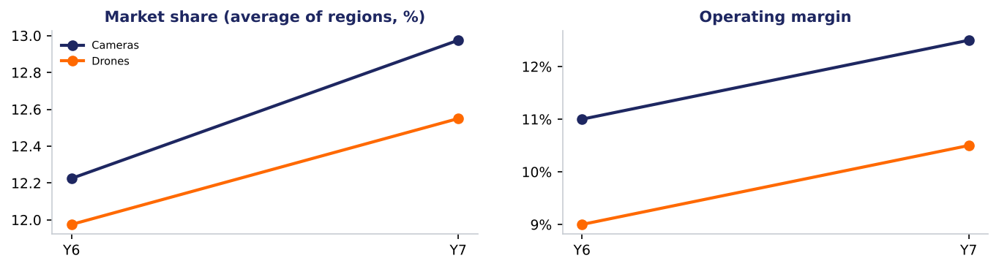 Market share (average of regions, %)
13.0
12.8
12.6
12.4
12.2
12.0
Cameras
Drones
Y6
Y7
Operating margin
12%
11%
10%
9%
Y6
Y7